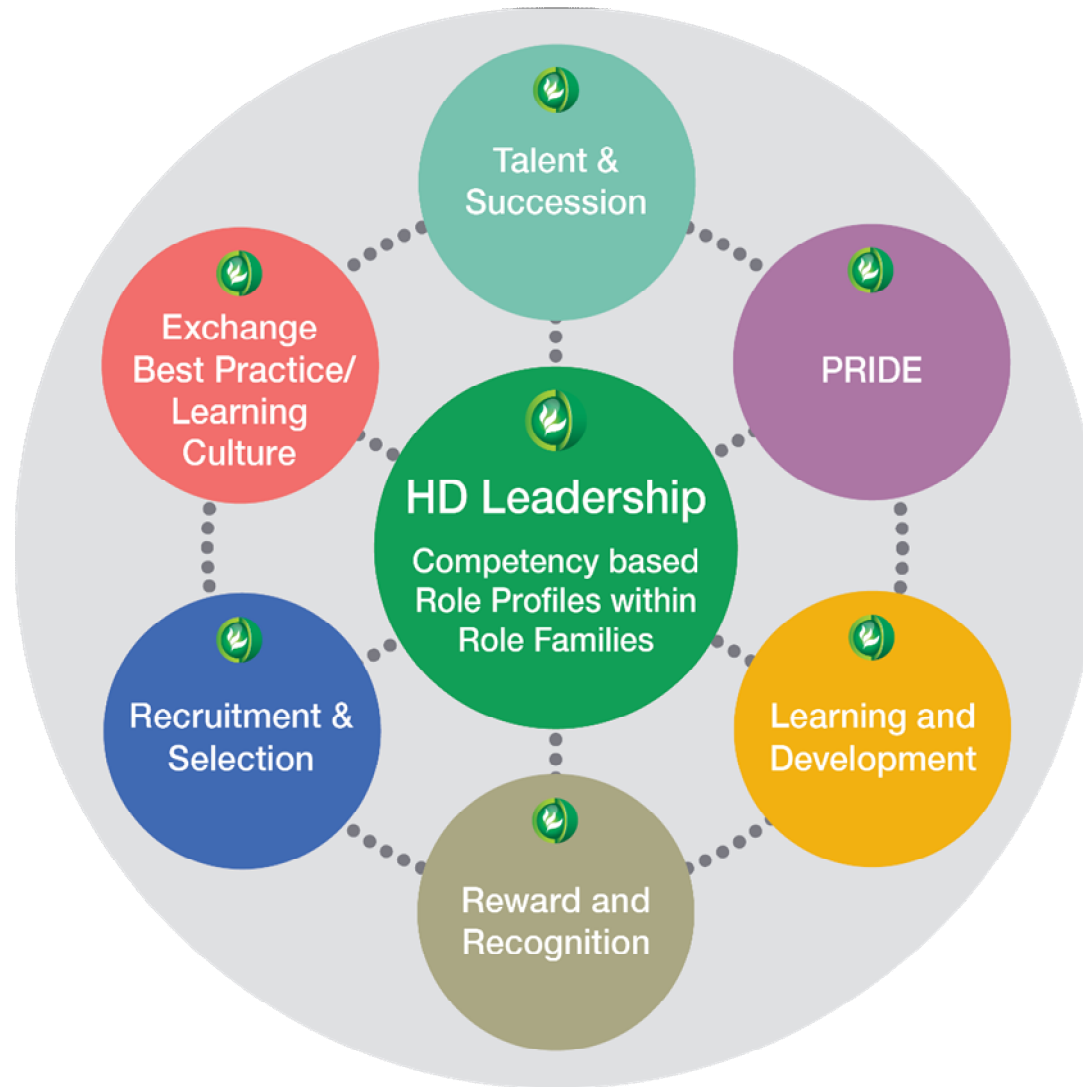 Talent &
Succession
Exchange
Best Practice/
Learning
Culture
PRIDE
HD Leadership
Competency based
Role Profiles within
Role Families
Recruitment &
Selection
Learning and
Development
Reward and
Recognition